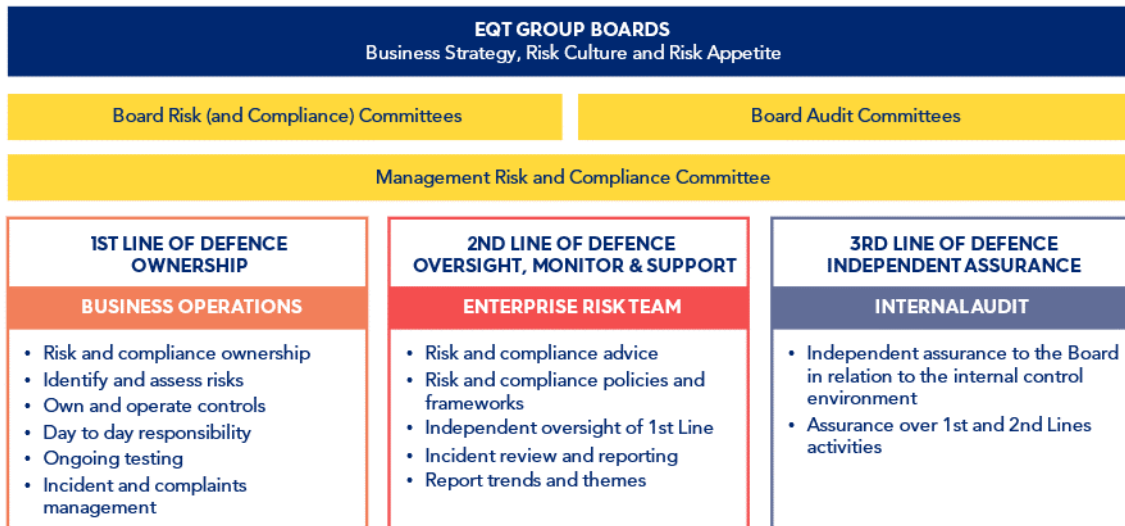 EQT GROUP BOARDS
Business Strategy, Risk Culture and Risk Appetite
Board Risk (and Compliance) Committees
Board Audit Committees
Management Risk and Compliance Committee
1ST LINE OF DEFENCE
OWNERSHIP
BUSINESS OPERATIONS
• Risk and compliance ownership
• Identify and assess risks
• Own and operate controls
• Day to day responsibility
• Ongoing testing
• Incident and complaints
management
2ND LINE OF DEFENCE
OVERSIGHT, MONITOR & SUPPORT
ENTERPRISE RISK TEAM
• Risk and compliance advice
• Risk and compliance policies and
frameworks
• Independent oversight of 1st Line
• Incident review and reporting
• Report trends and themes
3RD LINE OF DEFENCE
INDEPENDENT ASSURANCE
INTERNAL AUDIT
• Independent assurance to the Board
in relation to the internal control
environment
• Assurance over 1st and 2nd Lines
activities